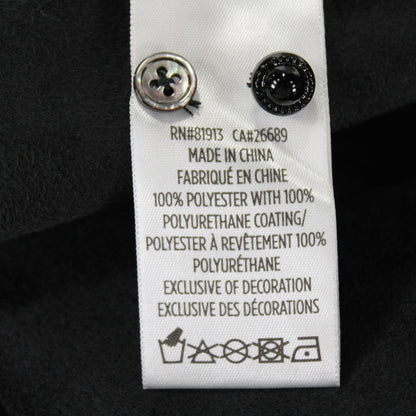 RN#81913 CA#26689
MADE IN CHINA
FABRIQUÉ EN CHINE
100% POLYESTER WITH 100%
POLYURETHANE COATING/
POLYESTER À REVÊTEMENT 100%
POLYURÉTHANE
EXCLUSIVE OF DECORATION
EXCLUSIVE DES DÉCORATIONS